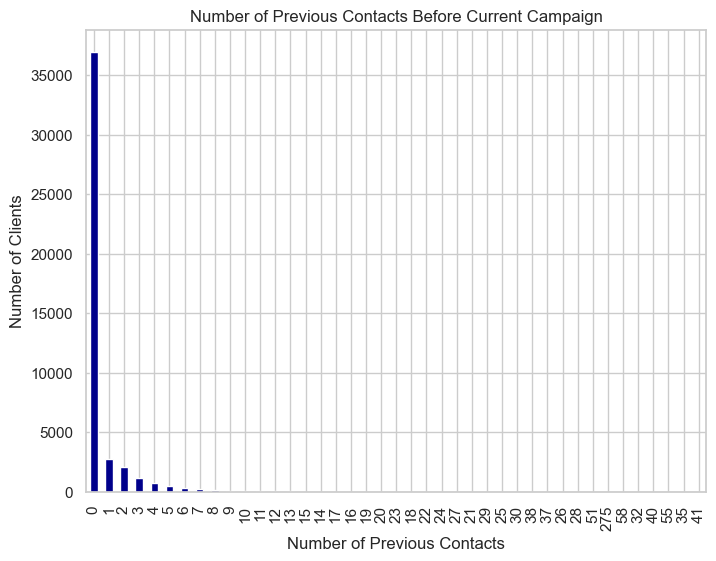 Number of Previous Contacts Before Current Campaign
Number of Clients
35000
30000
25000
20000
15000
10000
5000
0
0 1 2 3 4 5 6 7 8 9 10 11 12 13 15 14 17 16 19 20 23 18 22 24 27 21 29 25 30 38 37 26 28 51 275 58 32 40 55 35 41
Number of Previous Contacts